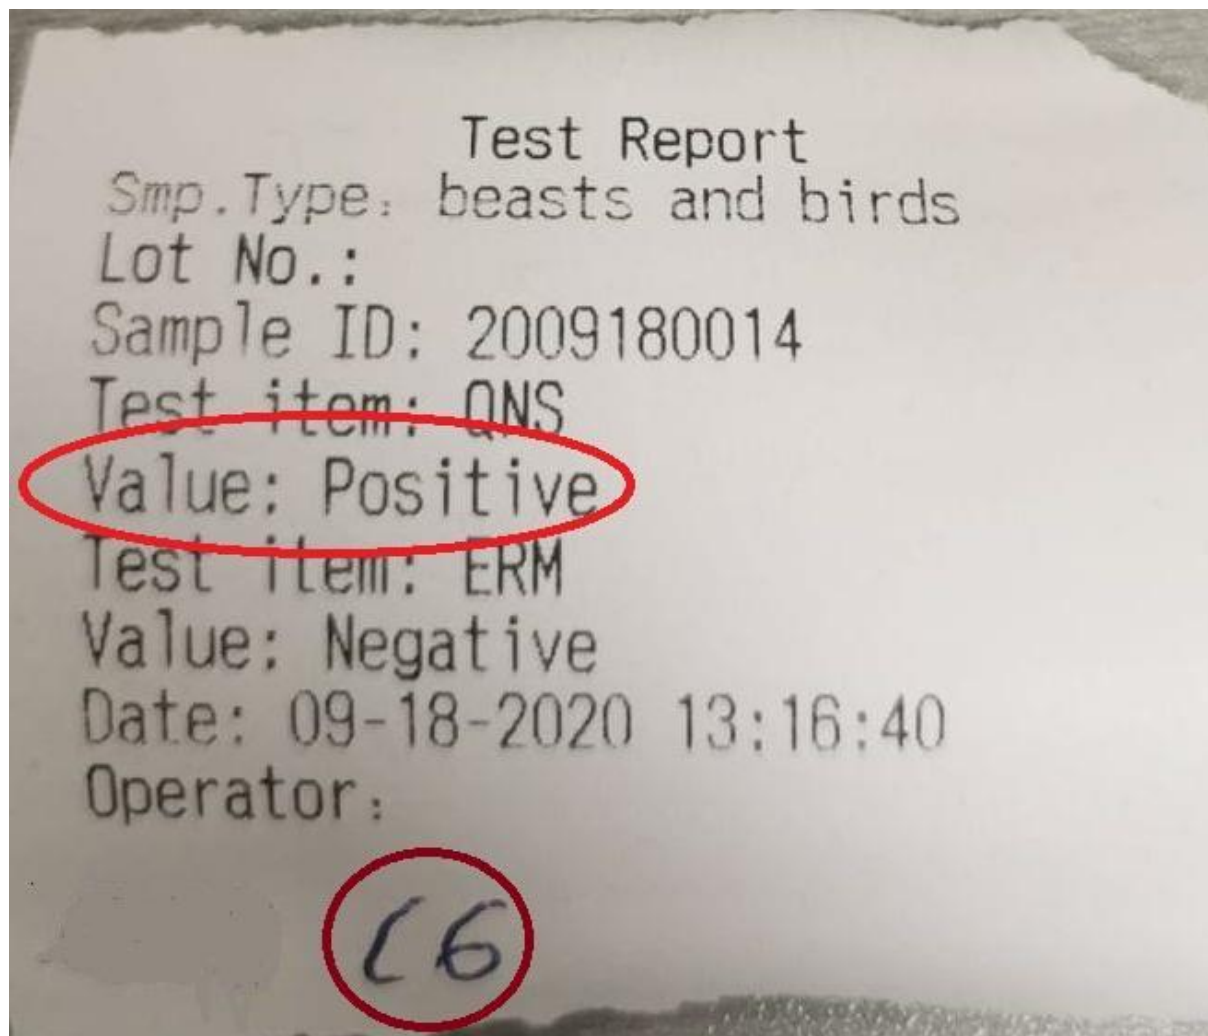 Test Report
Smp.Type: beasts and birds
Lot No.:
Sample ID: 2009180014
Test item: QNS
Value: Positive
Test item: ERM
Value: Negative
Date: 09-18-2020 13:16:40
Operator:
C6